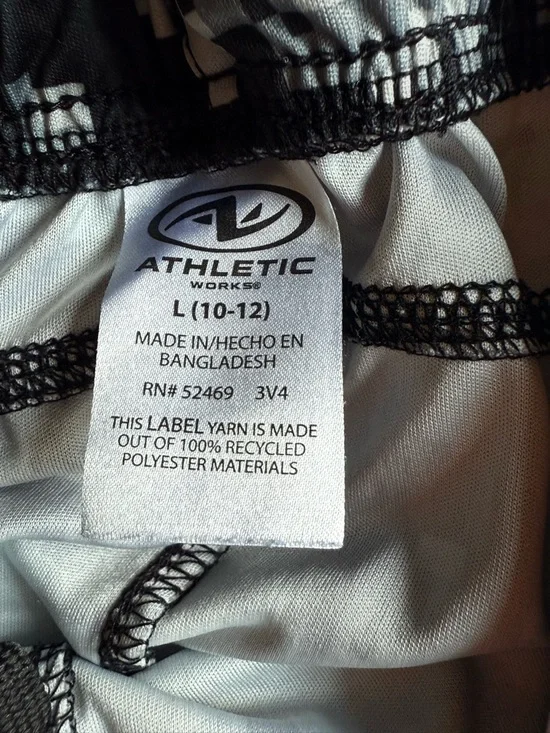 ATHLETIC
WORKS®
L (10-12)
MADE IN/HECHO EN
BANGLADESH
RN# 52469 3V4
THIS LABEL YARN IS MADE
OUT OF 100% RECYCLED
POLYESTER MATERIALS